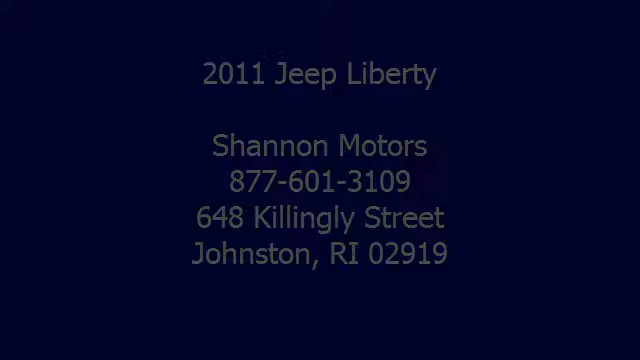 2011 Jeep Liberty
Shannon Motors
877-601-3109
648 Killingly Street
Johnston, RI 02919